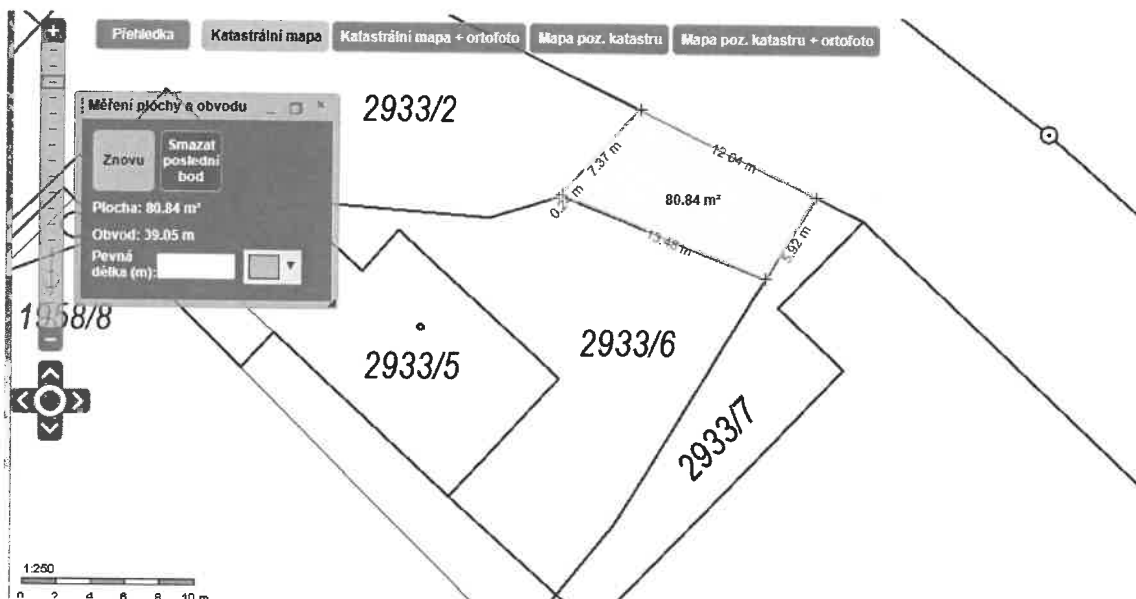 Přehledka
Katastrální mapa
Katastrální mapa + ortofoto
Mapa poz. katastru
Mapa poz. katastru + ortofoto
Měření plochy a obvodu
Znovu
Smazat
poslední
bod
Plocha: 80.84 m²
Obvod: 39.05 m
Pevná
délka (m):
2933/2
12.04 m
7.37 m
80.84 m²
13.48 m
5.92 m
1958/8
2933/5
2933/6
2933/7
1:250
0 2 4 6 8 10 m